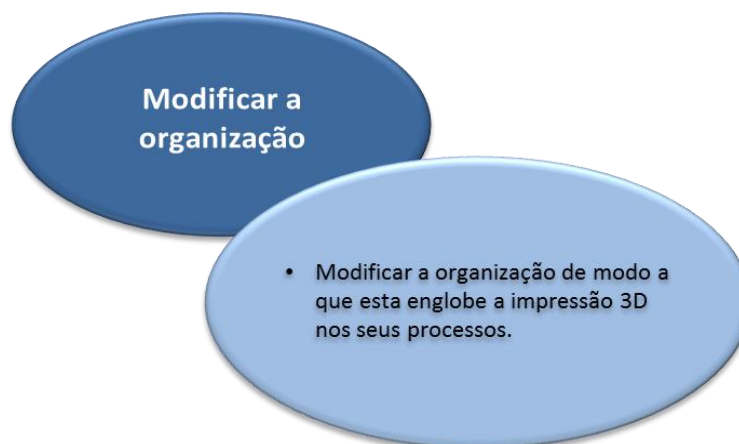 Modificar a
organização
• Modificar a organização de modo a
que esta englobe a impressão 3D
nos seus processos.